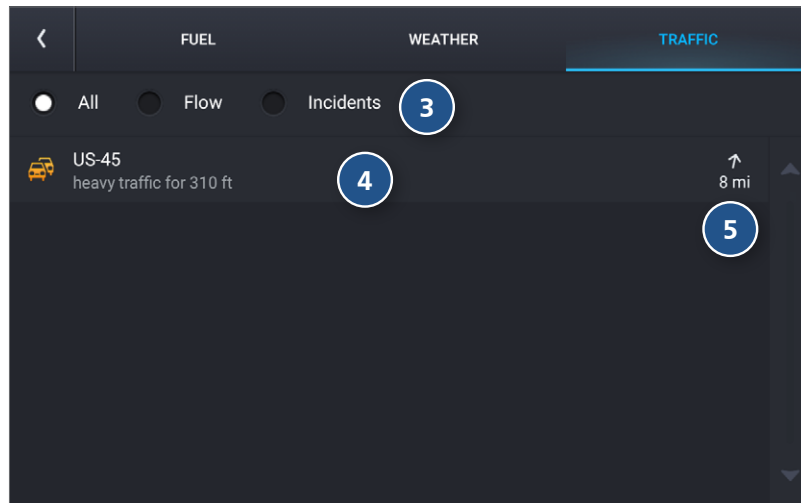 FUEL WEATHER TRAFFIC
All Flow Incidents 3
US-45
heavy traffic for 310 ft
4
8 mi
5